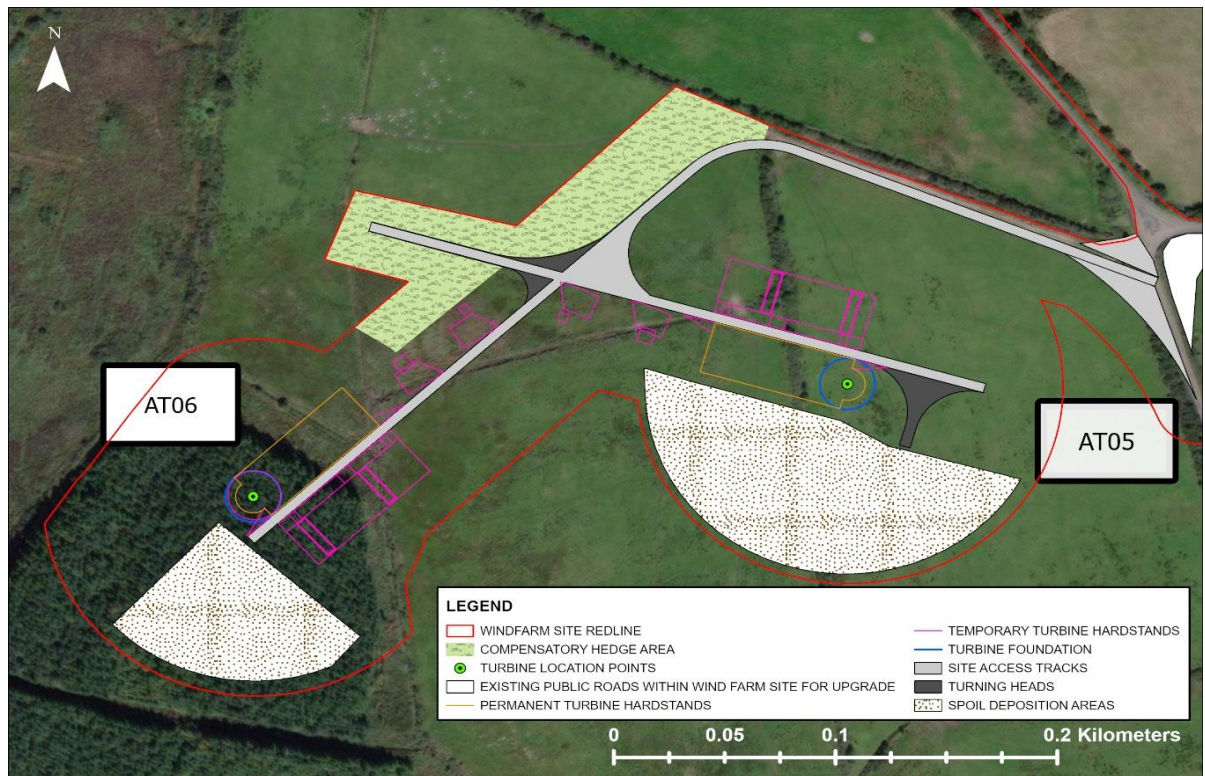 N
AT06
AT05
LEGEND
WINDFARM SITE REDLINE
COMPENSATORY HEDGE AREA
TURBINE LOCATION POINTS
EXISTING PUBLIC ROADS WITHIN WIND FARM SITE FOR UPGRADE
PERMANENT TURBINE HARDSTANDS
TEMPORARY TURBINE HARDSTANDS
TURBINE FOUNDATION
SITE ACCESS TRACKS
TURNING HEADS
SPOIL DEPOSITION AREAS
0 0.05 0.1 0.2 Kilometers